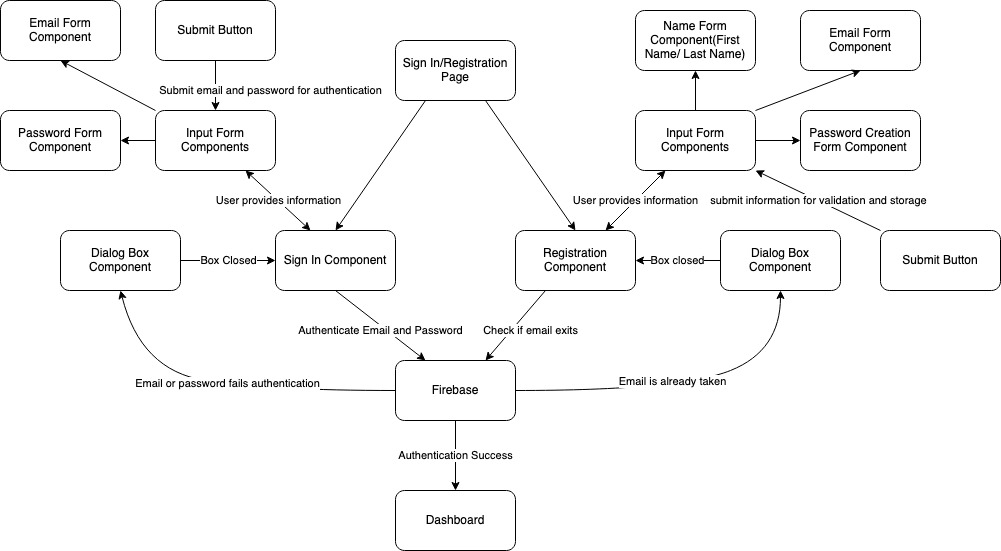 Email Form
Component
Submit Button
Sign In/Registration
Page
Name Form
Component(First
Name/ Last Name)
Email Form
Component
Submit email and password for authentication
Password Form
Component
Input Form
Components
Input Form
Components
Password Creation
Form Component
User provides information
User provides information
submit information for validation and storage
Dialog Box
Component
Box Closed
Sign In Component
Registration
Component
Box closed
Dialog Box
Component
Submit Button
Authenticate Email and Password
Check if email exits
Email or password fails authentication
Firebase
Email is already taken
Authentication Success
Dashboard